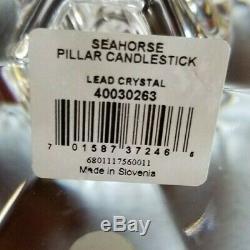 SEAHORSE
PILLAR CANDLESTICK
LEAD CRYSTAL
40030263
7 01587 37246 6
6801117560011
Made in Slovenia